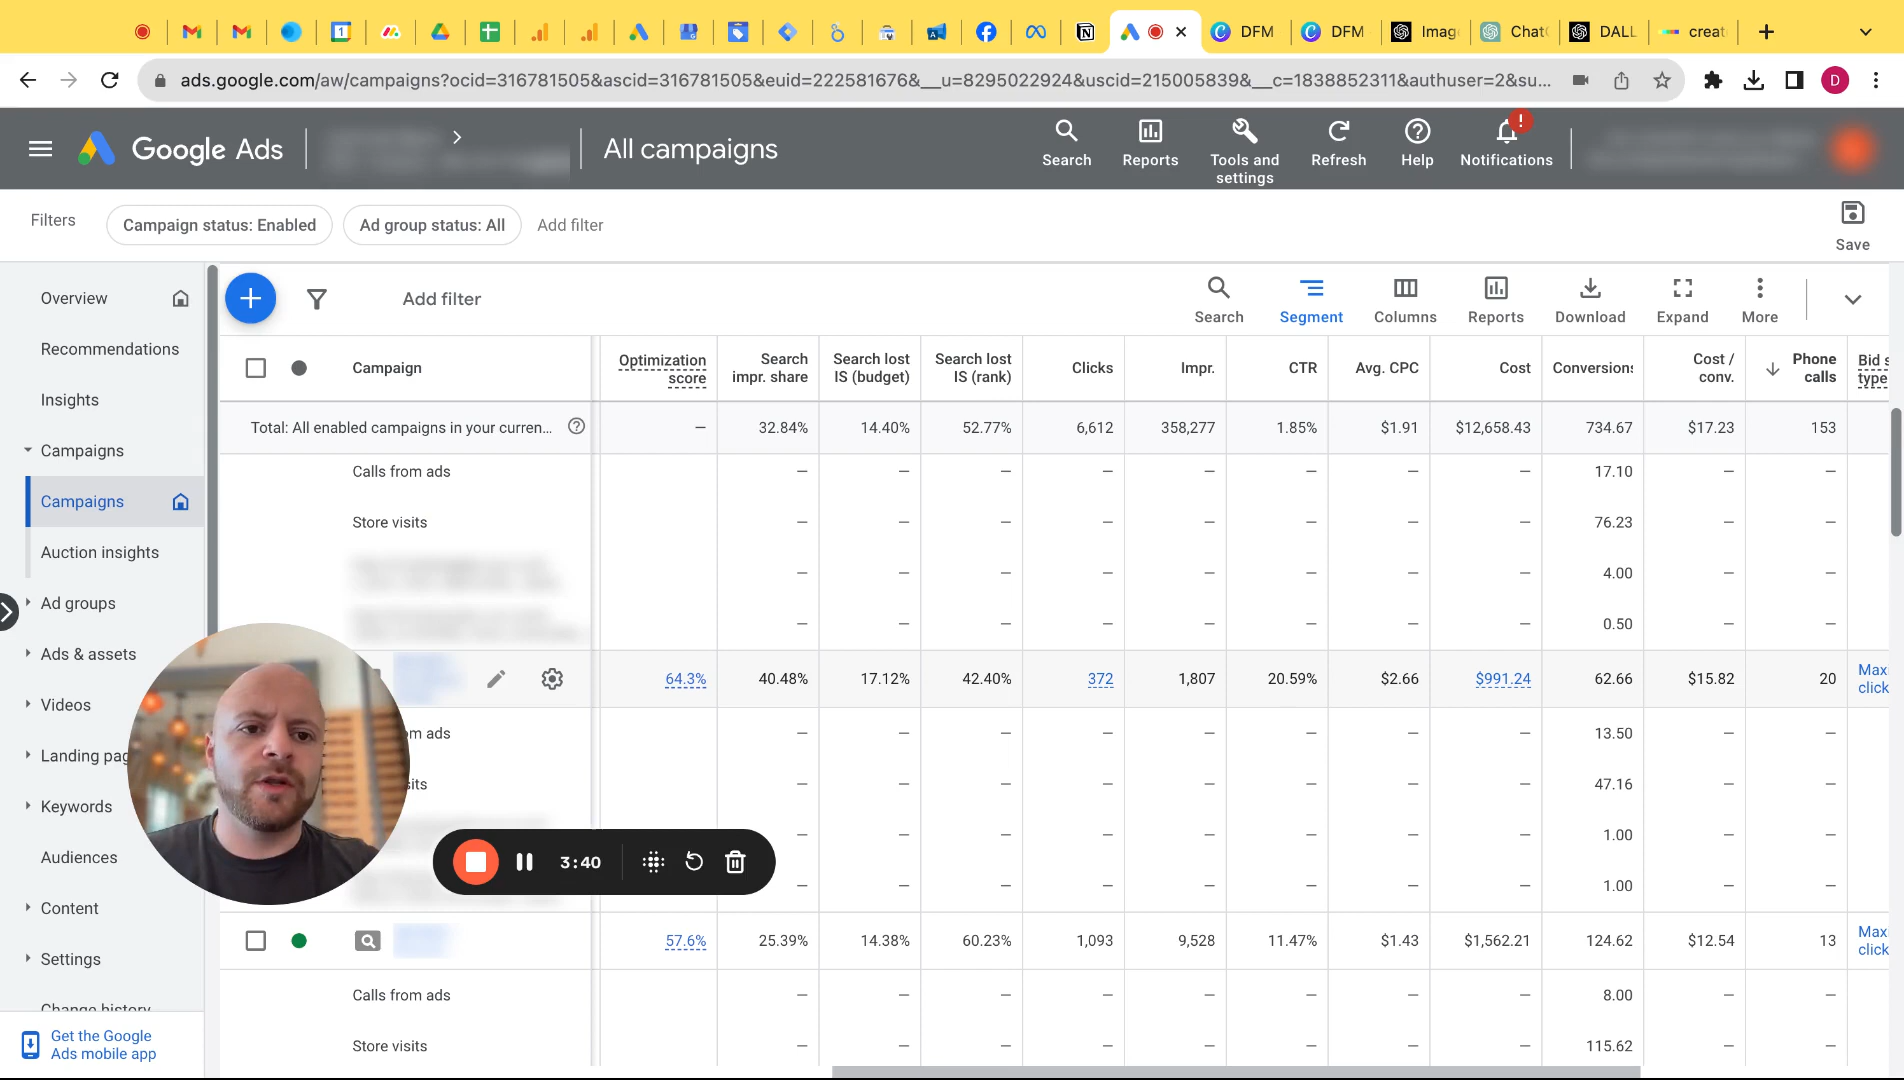 DFM
DFM
Imag
Chat
DALL
creat
ads.google.com/aw/campaigns?ocid=316781505&ascid=316781505&euid=222581676&__u=8295022924&uscid=215005839&__c=1838852311&authuser=2&su...
D
Google Ads
All campaigns
Search
Reports
Tools and
settings
Refresh
Help
!
Notifications
Filters
Campaign status: Enabled
Ad group status: All
Add filter
Save
Overview
Recommendations
Insights
Campaigns
Campaigns
Auction insights
Ad groups
Ads & assets
Videos
Landing pag
Keywords
Audiences
Content
Settings
Change history
Get the Google
Ads mobile app
Add filter
Search
Segment
Columns
Reports
Download
Expand
More
Campaign
Optimization
score
Search
impr. share
Search lost
IS (budget)
Search lost
IS (rank)
Clicks
Impr.
CTR
Avg. CPC
Cost
Conversions
Cost /
conv.
Phone
calls
Bid s
type
Total: All enabled campaigns in your curren... — 32.84% 14.40% 52.77% 6,612 358,277 1.85% $1.91 $12,658.43 734.67 $17.23 153
Calls from ads — — — — — — — — 17.10 — —
Store visits — — — — — — — — 76.23 — —
— — — — — — — — 4.00 — —
— — — — — — — — 0.50 — —
64.3% 40.48% 17.12% 42.40% 372 1,807 20.59% $2.66 $991.24 62.66 $15.82 20
Max
click
om ads — — — — — — — — 13.50 — —
sits — — — — — — — — 47.16 — —
— — — — — — — — 1.00 — —
— — — — — — — — 1.00 — —
3:40
57.6% 25.39% 14.38% 60.23% 1,093 9,528 11.47% $1.43 $1,562.21 124.62 $12.54 13
Max
click
Calls from ads — — — — — — — — 8.00 — —
Store visits — — — — — — — — 115.62 — —